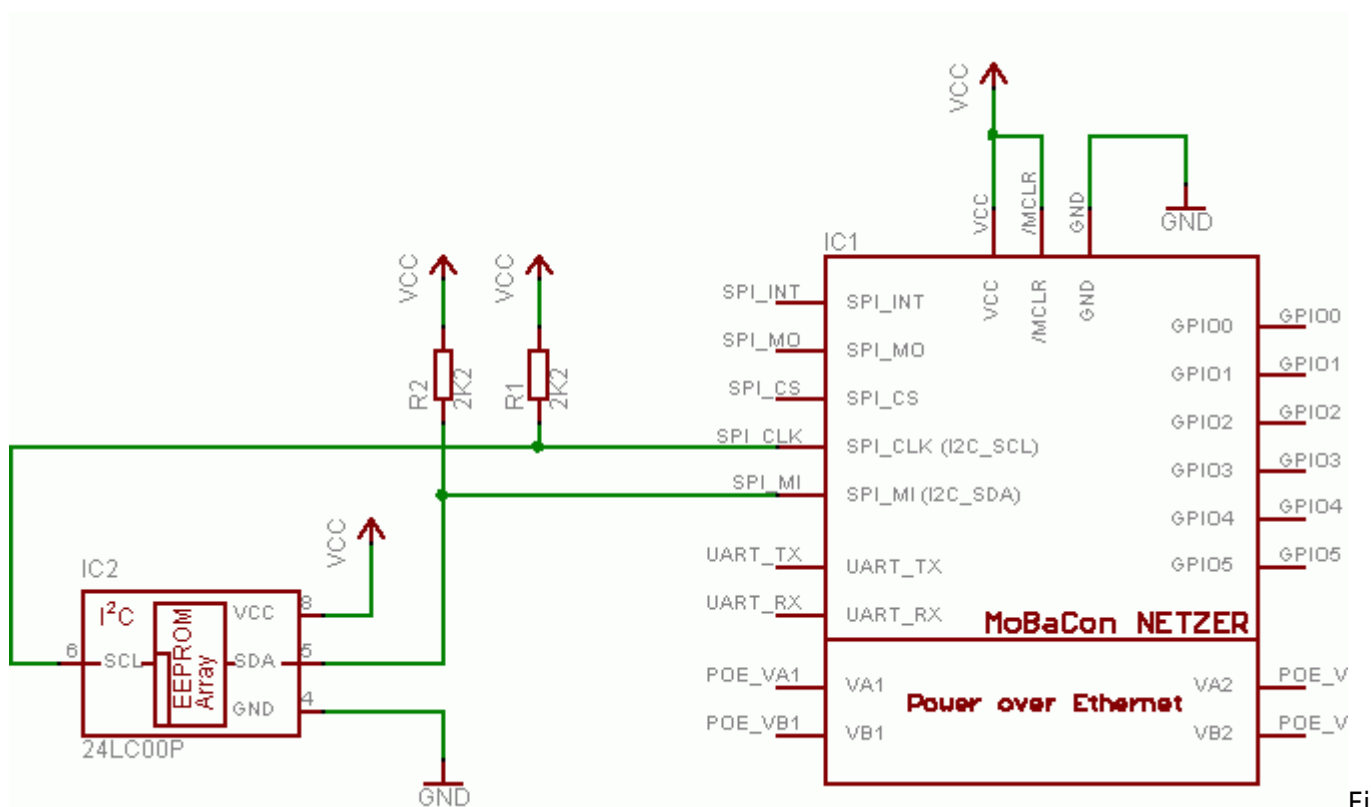 VCC
VCC
/MCLR
GND
GND
IC1
VCC
VCC
R2
2K2
R1
2K2
SPI_INT
SPI_MO
SPI_CS
SPI_CLK
SPI_MI
UART_TX
UART_RX
SPI_INT
SPI_MO
SPI_CS
SPI_CLK (I2C_SCL)
SPI_MI (I2C_SDA)
UART_TX
UART_RX
VCC
/MCLR
GND
GPIO0
GPIO1
GPIO2
GPIO3
GPIO4
GPIO5
GPIO0
GPIO1
GPIO2
GPIO3
GPIO4
GPIO5
MoBaCon NETZER
POE_VA1
POE_VB1
VA1
VB1
Power over Ethernet
VA2
VB2
POE_V
POE_V
VCC
IC2
I²C
EEPROM
Array
VCC
8
6
SCL
SDA
5
GND
4
24LC00P
GND
Fi